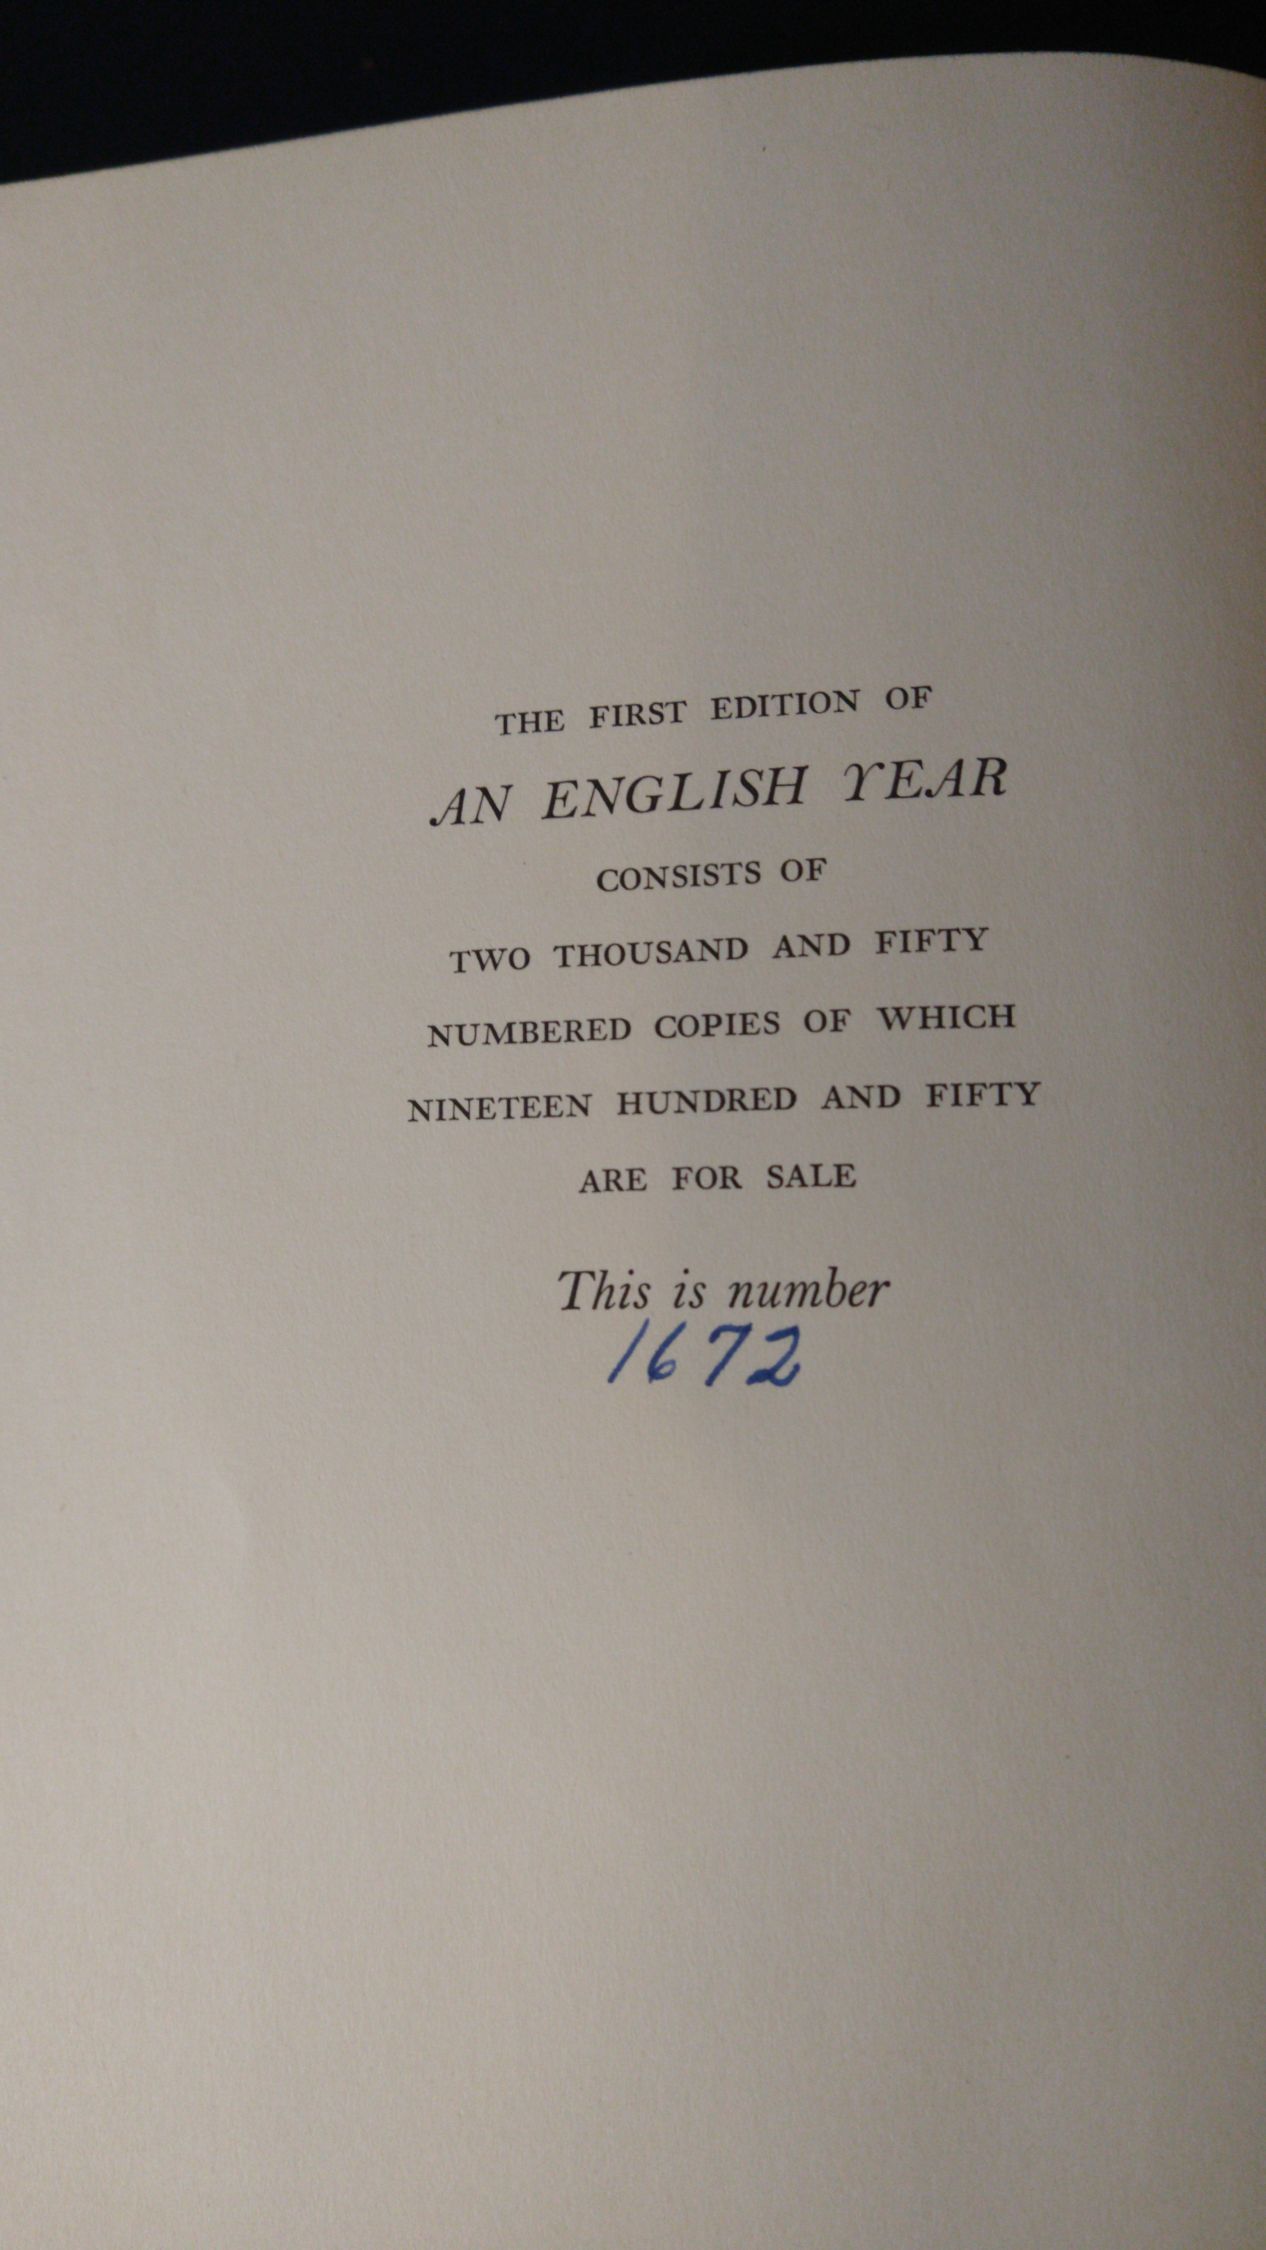 THE FIRST EDITION OF
AN ENGLISH YEAR
CONSISTS OF
TWO THOUSAND AND FIFTY
NUMBERED COPIES OF WHICH
NINETEEN HUNDRED AND FIFTY
ARE FOR SALE
This is number
1672